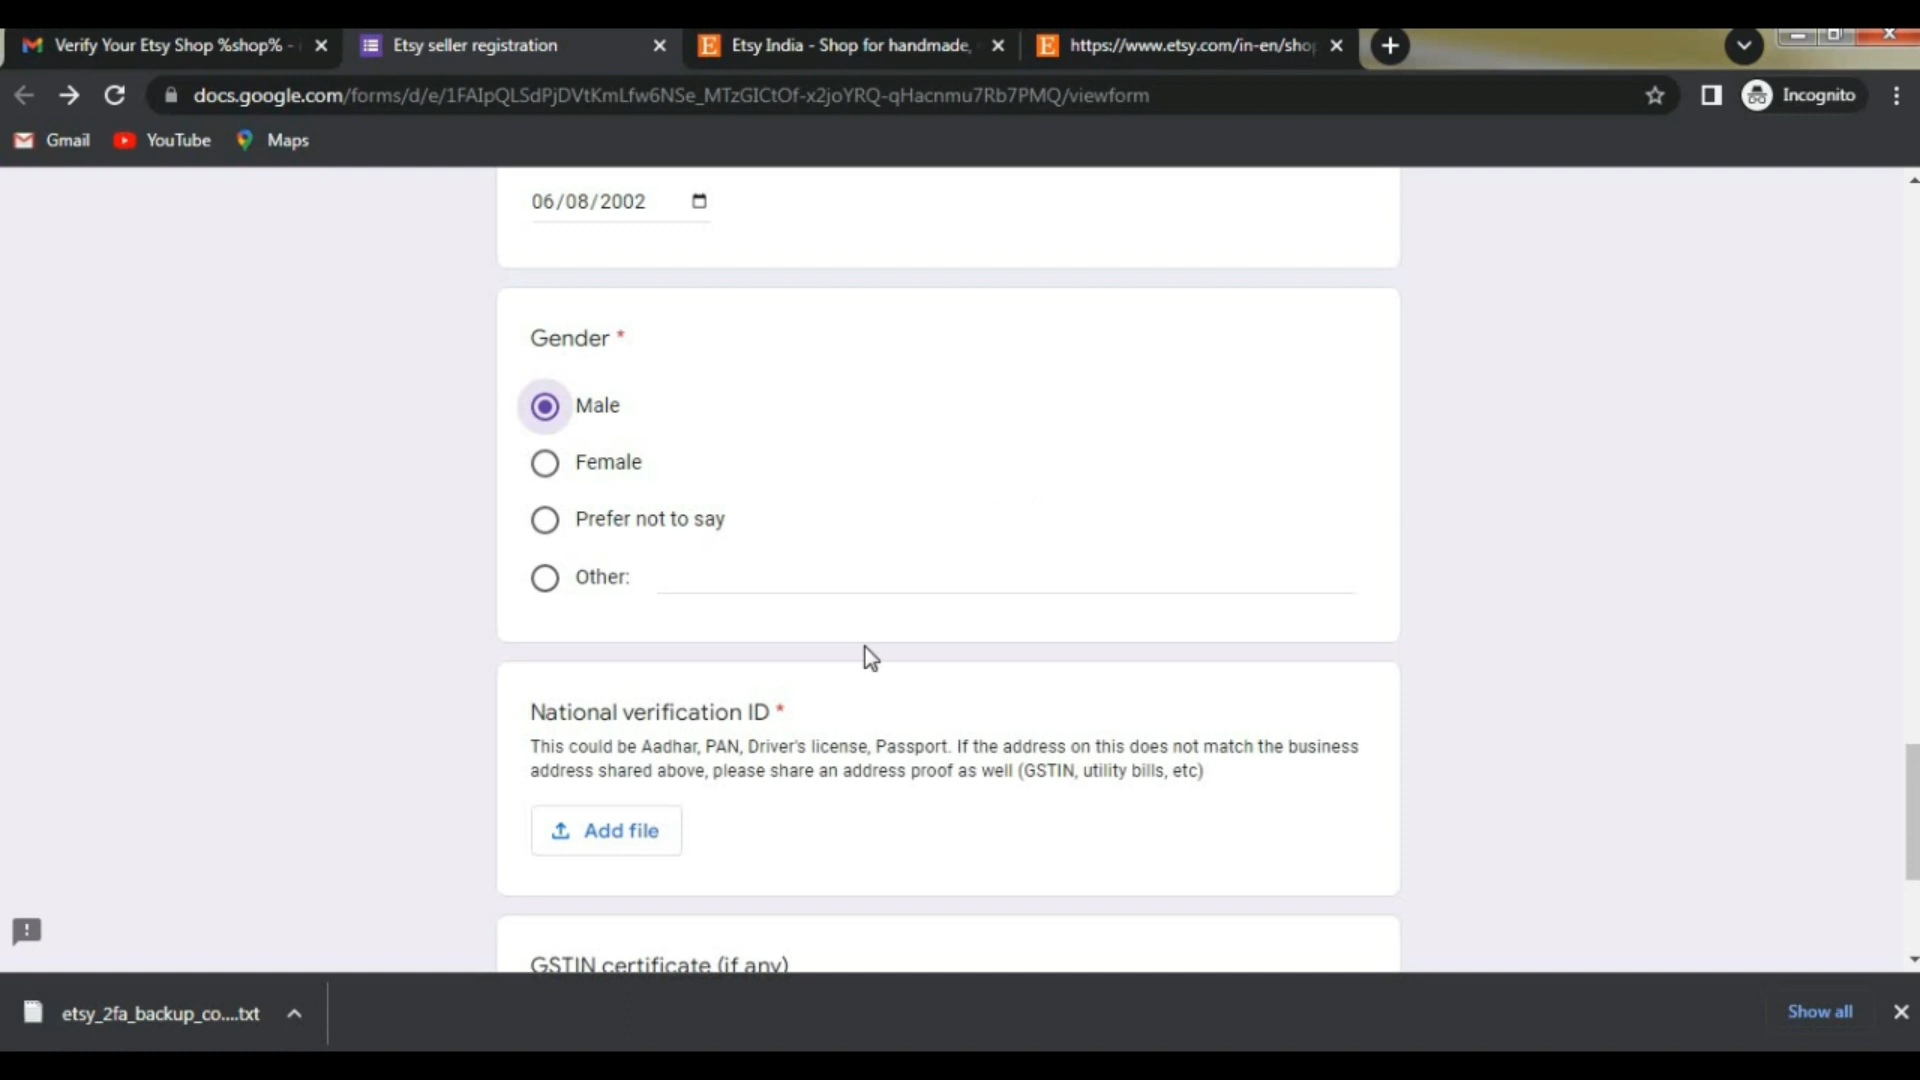 Verify Your Etsy Shop %shop% -
Etsy seller registration
Etsy India - Shop for handmade,
https://www.etsy.com/in-en/sho
docs.google.com/forms/d/e/1FAIpQLSdPjDVtKmLfw6NSe_MTzGICtOf-x2joYRQ-qHacnmu7Rb7PMQ/viewform
Incognito
Gmail
YouTube
Maps
06/08/2002
Gender *
Male
Female
Prefer not to say
Other:
National verification ID *
This could be Aadhar, PAN, Driver's license, Passport. If the address on this does not match the business
address shared above, please share an address proof as well (GSTIN, utility bills, etc)
Add file
GSTIN certificate (if any)
etsy_2fa_backup_co....txt
Show all